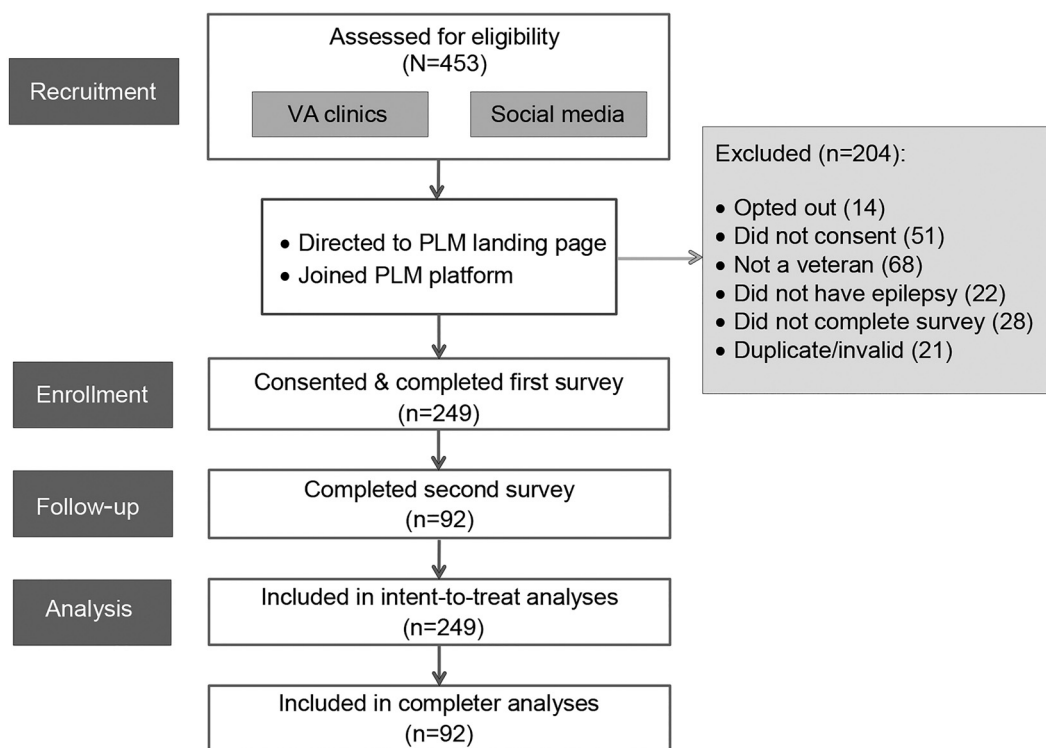 Recruitment
Assessed for eligibility
(N=453)
VA clinics
Social media
• Directed to PLM landing page
• Joined PLM platform
Excluded (n=204):
• Opted out (14)
• Did not consent (51)
• Not a veteran (68)
• Did not have epilepsy (22)
• Did not complete survey (28)
• Duplicate/invalid (21)
Enrollment
Consented & completed first survey
(n=249)
Follow-up
Completed second survey
(n=92)
Analysis
Included in intent-to-treat analyses
(n=249)
Included in completer analyses
(n=92)